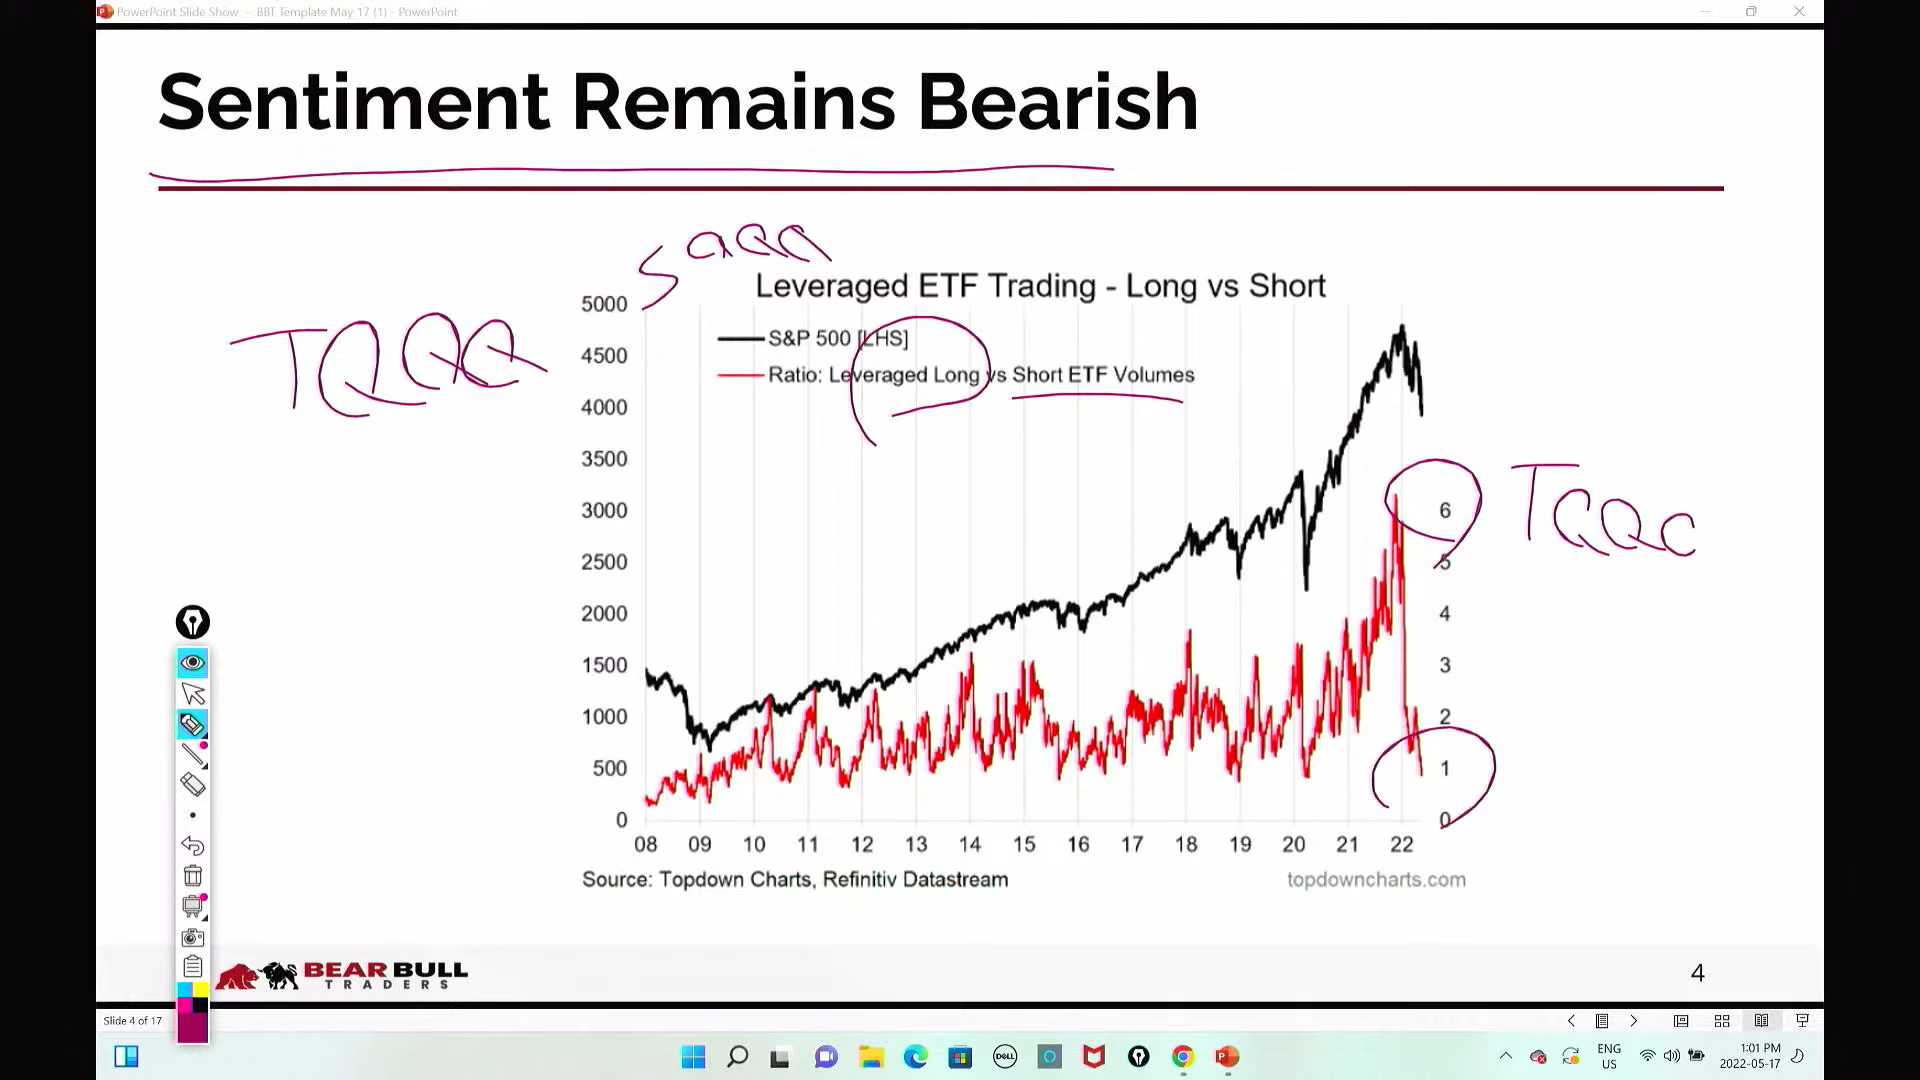 PowerPoint Slide Show - BBT Template May 17 (1) - PowerPoint
Sentiment Remains Bearish
SQQQ
TQQQ
Leveraged ETF Trading - Long vs Short
S&P 500 [LHS]
Ratio: Leveraged Long vs Short ETF Volumes
5000
4500
4000
3500
3000
2500
2000
1500
1000
500
0
6
5
4
3
2
1
0
TQQQ
08 09 10 11 12 13 14 15 16 17 18 19 20 21 22
Source: Topdown Charts, Refinitiv Datastream
topdowncharts.com
BEAR BULL
TRADERS
4
Slide 4 of 17
DELL
ENG
US
1:01 PM
2022-05-17